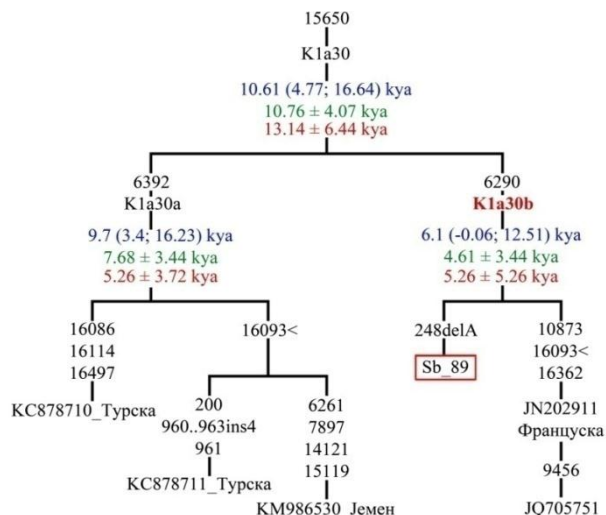 15650
K1a30
10.61 (4.77; 16.64) kya
10.76 ± 4.07 kya
13.14 ± 6.44 kya
6392
K1a30a
9.7 (3.4; 16.23) kya
7.68 ± 3.44 kya
5.26 ± 3.72 kya
6290
K1a30b
6.1 (-0.06; 12.51) kya
4.61 ± 3.44 kya
5.26 ± 5.26 kya
16086
16114
16497
KC878710_Турска
16093<
200
960..963ins4
961
KC878711_Турска
6261
7897
14121
15119
KM986530_Јемен
248delA
Sb_89
10873
16093<
16362
JN202911
Француска
9456
JQ705751